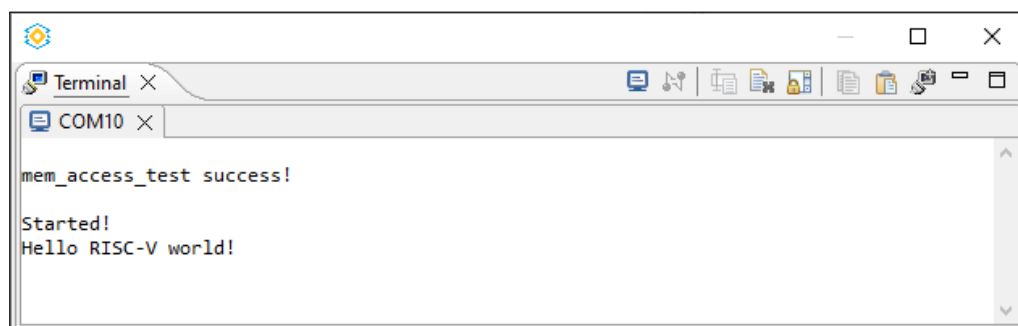 Terminal
COM10
mem_access_test success!
Started!
Hello RISC-V world!